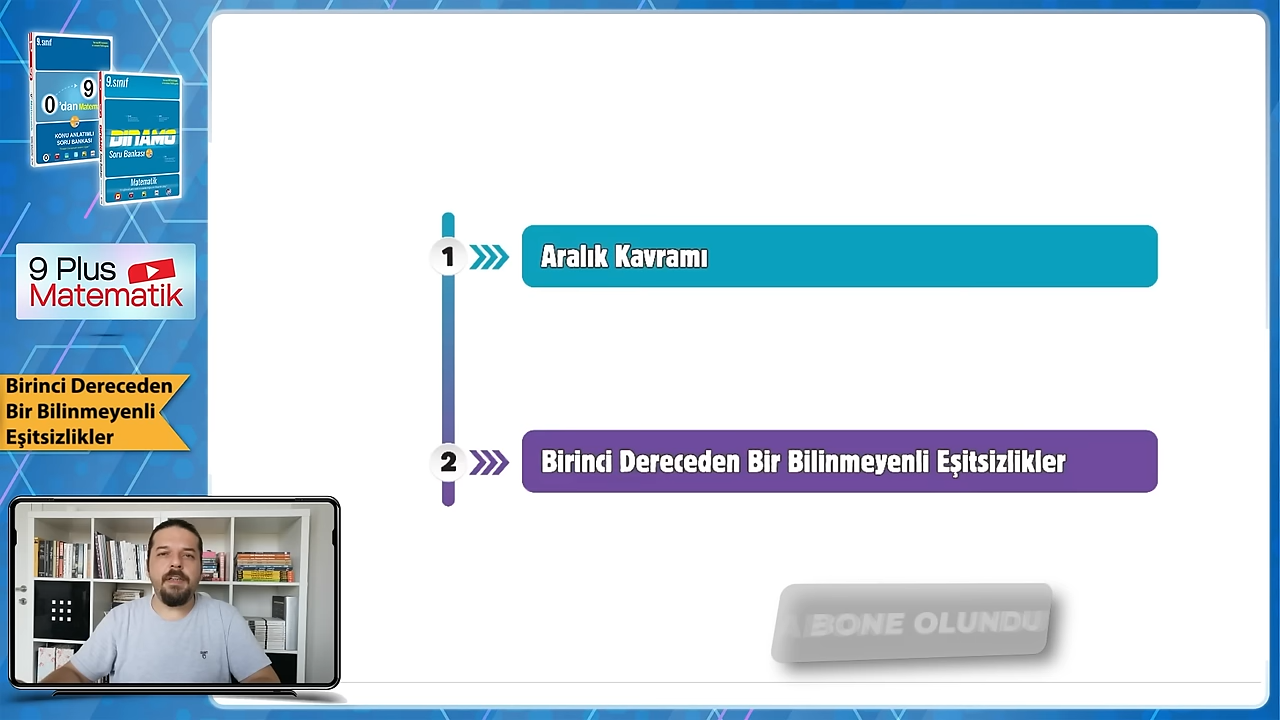 9.sınıf
0'dan 9
KONU ANLATIMLI
SORU BANKASI
9.sınıf
DİNAMO
Soru Bankası
Matematik
9 Plus
Matematik
Birinci Dereceden
Bir Bilinmeyenli
Eşitsizlikler
1
Aralık Kavramı
2
Birinci Dereceden Bir Bilinmeyenli Eşitsizlikler
ABONE OLUNDU